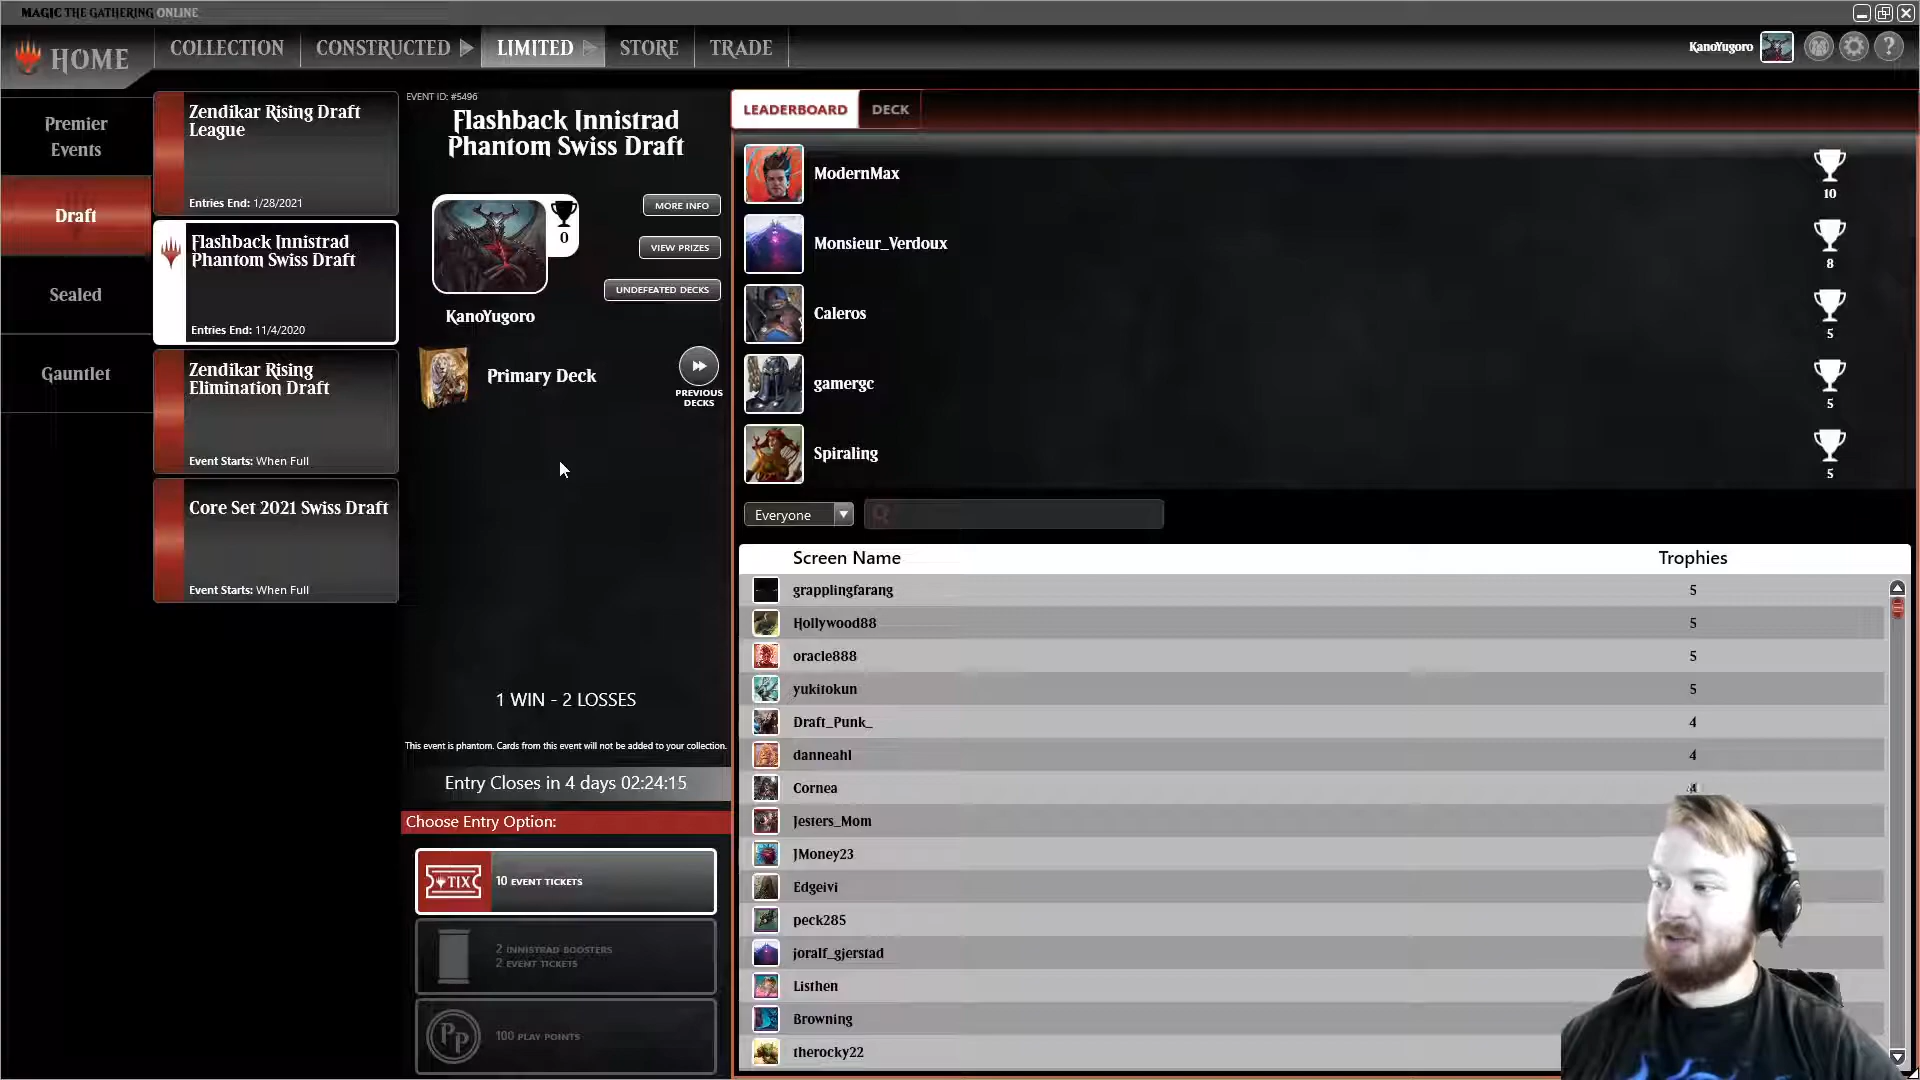 MAGIC THE GATHERING ONLINE
HOME
COLLECTION
CONSTRUCTED
LIMITED
STORE
TRADE
KanoYugoro
?
Premier
Events
Draft
Sealed
Gauntlet
Zendikar Rising Draft
League
Entries End: 1/28/2021
Flashback Innistrad
Phantom Swiss Draft
Entries End: 11/4/2020
Zendikar Rising
Elimination Draft
Event Starts: When Full
Core Set 2021 Swiss Draft
Event Starts: When Full
EVENT ID: #5496
Flashback Innistrad
Phantom Swiss Draft
0
MORE INFO
VIEW PRIZES
UNDEFEATED DECKS
KanoYugoro
Primary Deck
PREVIOUS
DECKS
1 WIN - 2 LOSSES
This event is phantom. Cards from this event will not be added to your collection.
Entry Closes in 4 days 02:24:15
Choose Entry Option:
TIX
10 EVENT TICKETS
2 INNISTRAD BOOSTERS
2 EVENT TICKETS
PP
100 PLAY POINTS
LEADERBOARD
DECK
ModernMax
10
Monsieur_Verdoux
8
Caleros
5
gamergc
5
Spiraling
5
Everyone
Screen Name Trophies
grapplingfarang 5
Hollywood88 5
oracle888 5
yukitokun 5
Draft_Punk_ 4
danneahl 4
Cornea 4
Jesters_Mom
JMoney23
Edgeivi
peck285
joralf_gjerstad
Listhen
Browning
therocky22